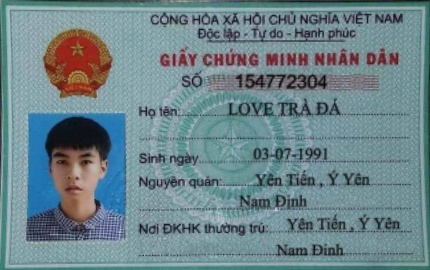 CỘNG HÒA XÃ HỘI CHỦ NGHĨA VIỆT NAM
Độc lập - Tự do - Hạnh phúc
GIẤY CHỨNG MINH NHÂN DÂN
SỐ 154772304
Họ tên: LOVE TRÀ ĐÁ
Sinh ngày 03-07-1991
Nguyên quán: Yên Tiến , Ý Yên
Nam Định
Nơi ĐKHK thường trú: Yên Tiến , Ý Yên
Nam Định